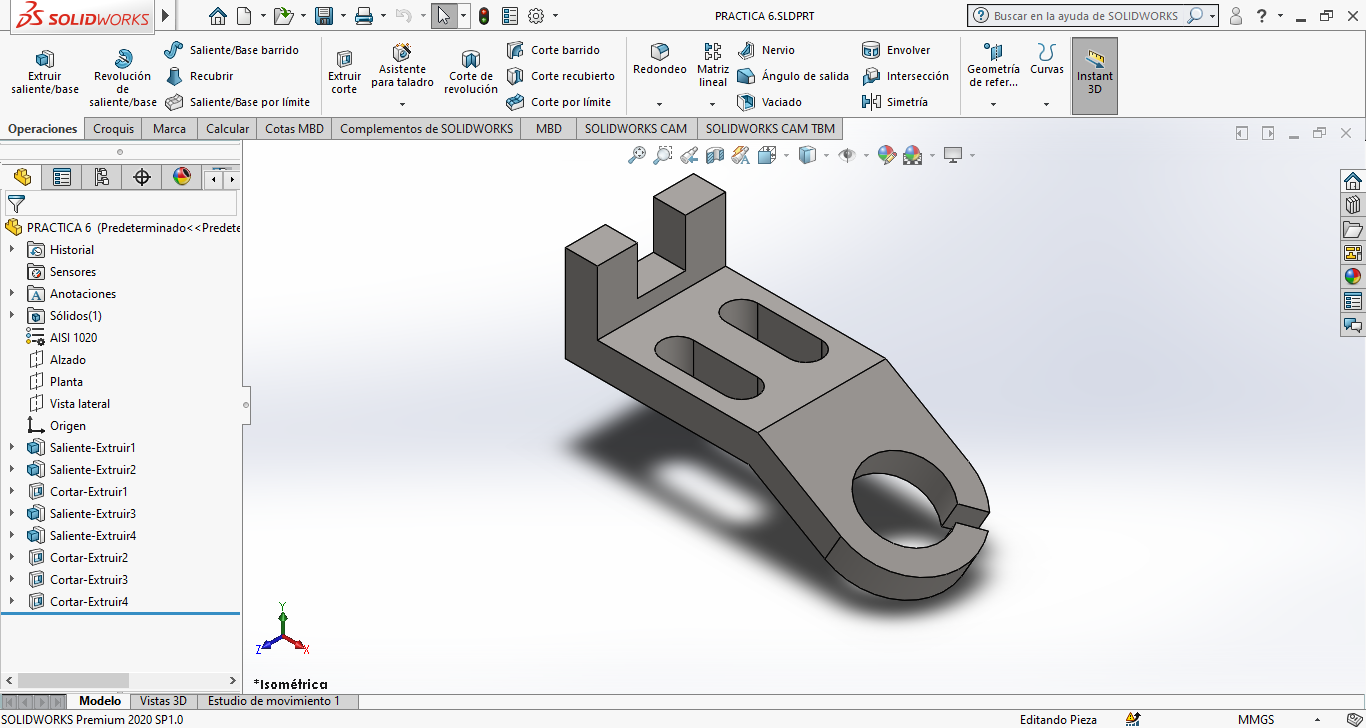 SOLIDWORKS
PRACTICA 6.SLDPRT
Buscar en la ayuda de SOLIDWORKS
?
Extruir saliente/base
Revolución de saliente/base
Saliente/Base barrido
Recubrir
Saliente/Base por límite
Extruir corte
Asistente para taladro
Corte de revolución
Corte barrido
Corte recubierto
Corte por límite
Redondeo
Matriz lineal
Nervio
Ángulo de salida
Vaciado
Envolver
Intersección
Simetría
Geometría de refer...
Curvas
Instant 3D
Operaciones
Croquis
Marca
Calcular
Cotas MBD
Complementos de SOLIDWORKS
MBD
SOLIDWORKS CAM
SOLIDWORKS CAM TBM
PRACTICA 6 (Predeterminado<<Predete
Historial
Sensores
Anotaciones
Sólidos(1)
AISI 1020
Alzado
Planta
Vista lateral
Origen
Saliente-Extruir1
Saliente-Extruir2
Cortar-Extruir1
Saliente-Extruir3
Saliente-Extruir4
Cortar-Extruir2
Cortar-Extruir3
Cortar-Extruir4
Y
Z
X
*Isométrica
Modelo
Vistas 3D
Estudio de movimiento 1
SOLIDWORKS Premium 2020 SP1.0
Editando Pieza
MMGS